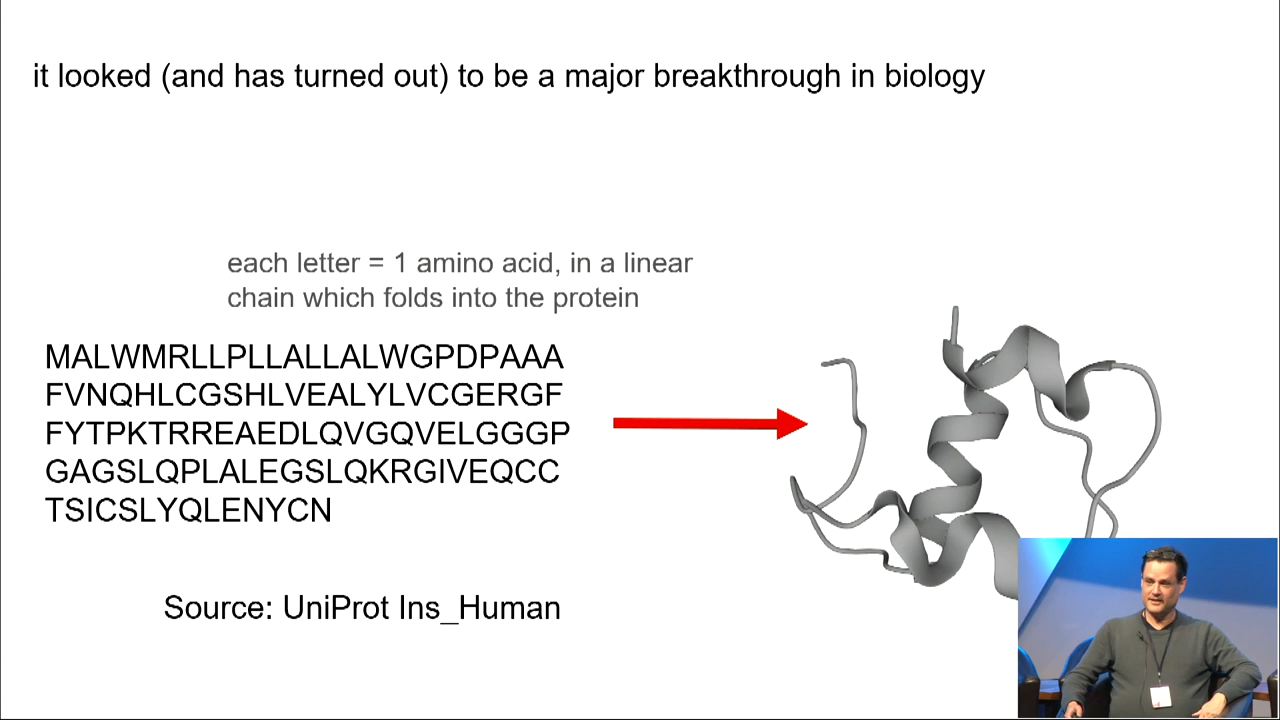 it looked (and has turned out) to be a major breakthrough in biology
each letter = 1 amino acid, in a linear
chain which folds into the protein
MALWMRLLPLLALLALWGPDPAAA
FVNQHLCGSHLVEALYLVCGERGF
FYTPKTRREAEDLQVGQVELGGGP
GAGSLQPLALEGSLQKRGIVEQCC
TSICSLYQLENYCN
Source: UniProt Ins_Human